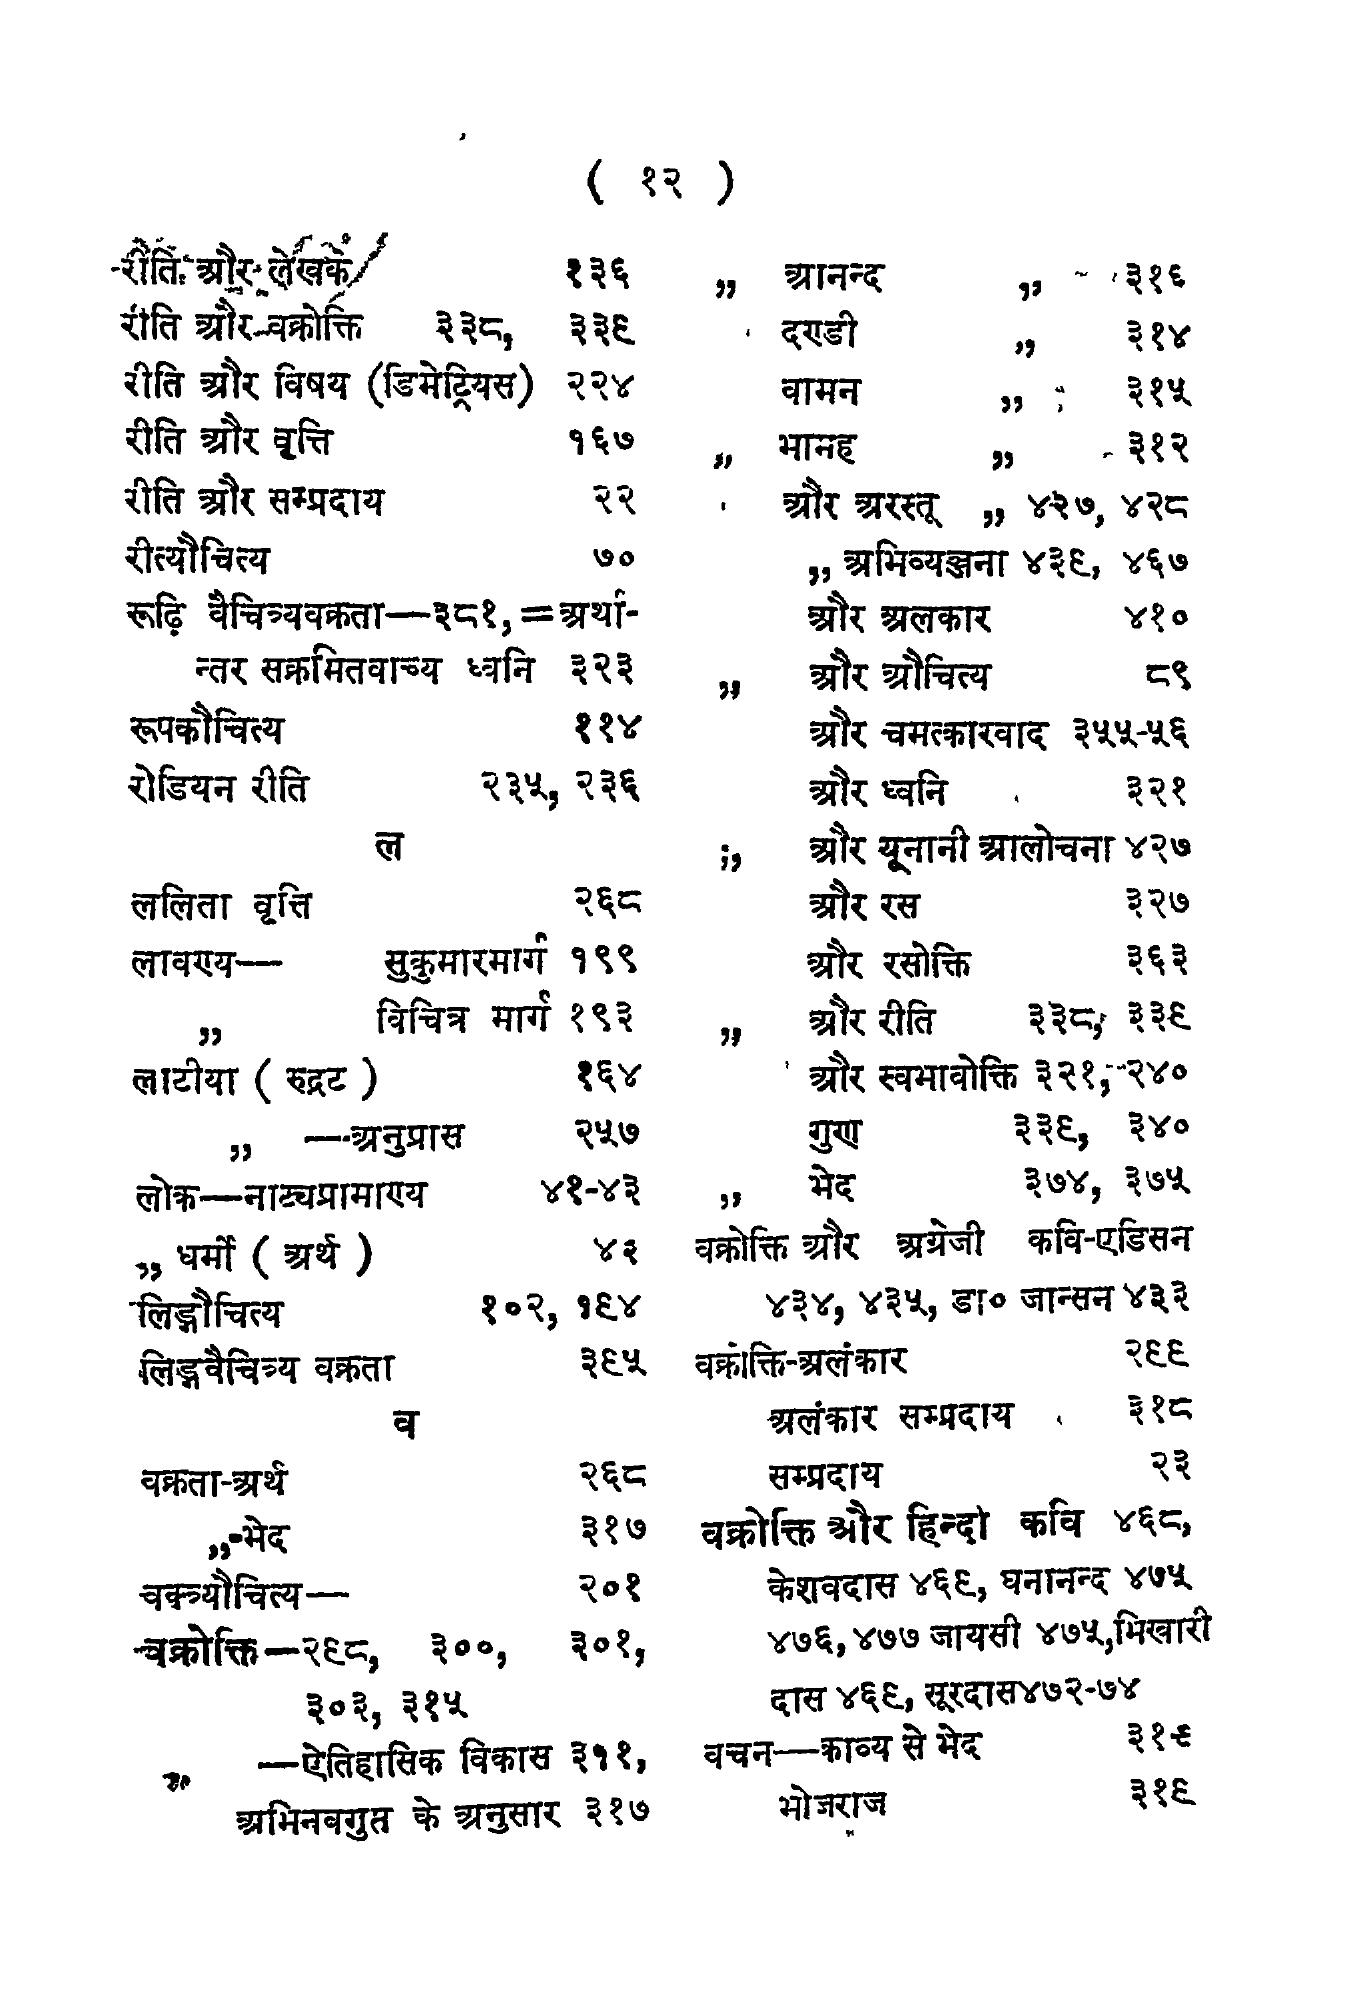 ( १२ )
रीति और लेखक १३६
रीति और वक्रोक्ति ३३८, ३३९
रीति और विषय (डिमेट्रियस) २२४
रीति और वृत्ति १६७
रीति और सम्प्रदाय २२
रीत्यौचित्य ७०
रूढ़ि वैचित्र्यवक्रता—३८१, =अर्था-
न्तर सक्रमितवाच्य ध्वनि ३२३
रूपकौचित्य ११४
रोडियन रीति २३५, २३६
ल
ललिता वृत्ति २६८
लावण्य— सुकुमारमार्ग १९९
,, विचित्र मार्ग १९३
लाटीया ( रुद्रट ) १६४
,, —अनुप्रास २५७
लोक—नाट्यप्रामाण्य ४१-४३
,, धर्मी ( अर्थ ) ४३
लिङ्गौचित्य १०२, १९४
लिङ्गवैचित्र्य वक्रता ३९५
व
वक्रता-अर्थ २६८
,,-भेद ३१७
वक्त्र्यौचित्य— २०१
वक्रोक्ति—२९८, ३००, ३०१,
३०३, ३१५
,, —ऐतिहासिक विकास ३११,
अभिनवगुप्त के अनुसार ३१७
,, आनन्द ,, ३१६
दण्डी ,, ३१४
वामन ,, ३१५
,, भामह ,, ३१२
और अरस्तू ,, ४२७, ४२८
,, अभिव्यञ्जना ४३९, ४६७
और अलकार ४१०
,, और औचित्य ८९
और चमत्कारवाद ३५५-५६
और ध्वनि ३२१
,, और यूनानी आलोचना ४२७
और रस ३२७
और रसोक्ति ३६३
,, और रीति ३३८, ३३९
और स्वभावोक्ति ३२१, २४०
गुण ३३९, ३४०
,, भेद ३७४, ३७५
वक्रोक्ति और अग्रेजी कवि-एडिसन
४३४, ४३५, डा० जान्सन ४३३
वक्रोक्ति-अलंकार २९९
अलंकार सम्प्रदाय ३१८
सम्प्रदाय २३
वक्रोक्ति और हिन्दी कवि ४६८,
केशवदास ४६९, घनानन्द ४७५
४७६, ४७७ जायसी ४७५, भिखारी
दास ४६९, सूरदास४७२-७४
वचन—काव्य से भेद ३१९
भोजराज ३१९